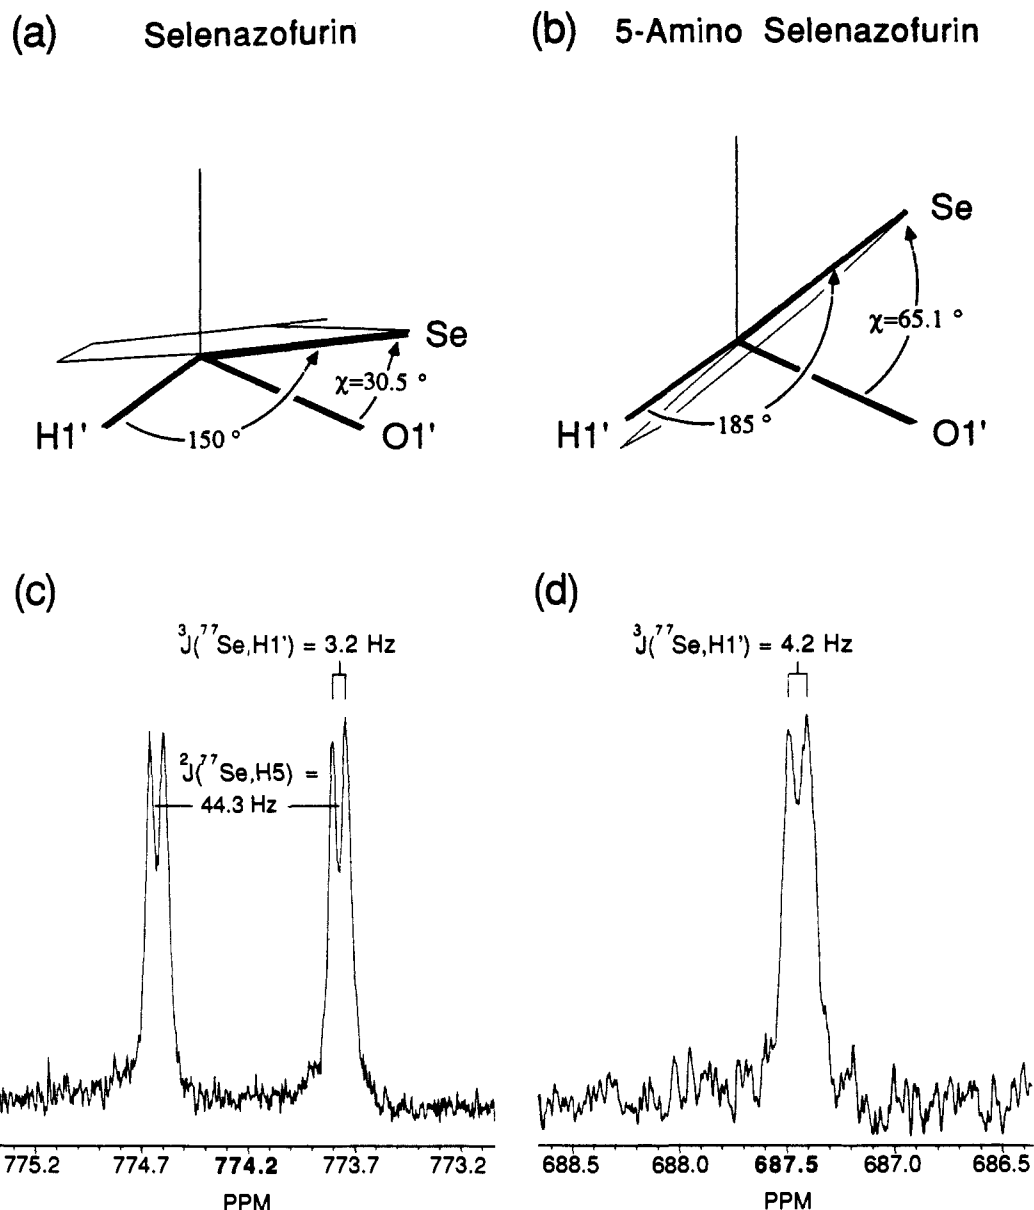 (a) Selenazofurin
(b) 5-Amino Selenazofurin
Se
χ=30.5 °
H1'
150 °
O1'
Se
χ=65.1 °
H1'
185 °
O1'
(c)
³J(⁷⁷Se,H1') = 3.2 Hz
²J(⁷⁷Se,H5) =
44.3 Hz
775.2 774.7 774.2 773.7 773.2
PPM
(d)
³J(⁷⁷Se,H1') = 4.2 Hz
688.5 688.0 687.5 687.0 686.5
PPM